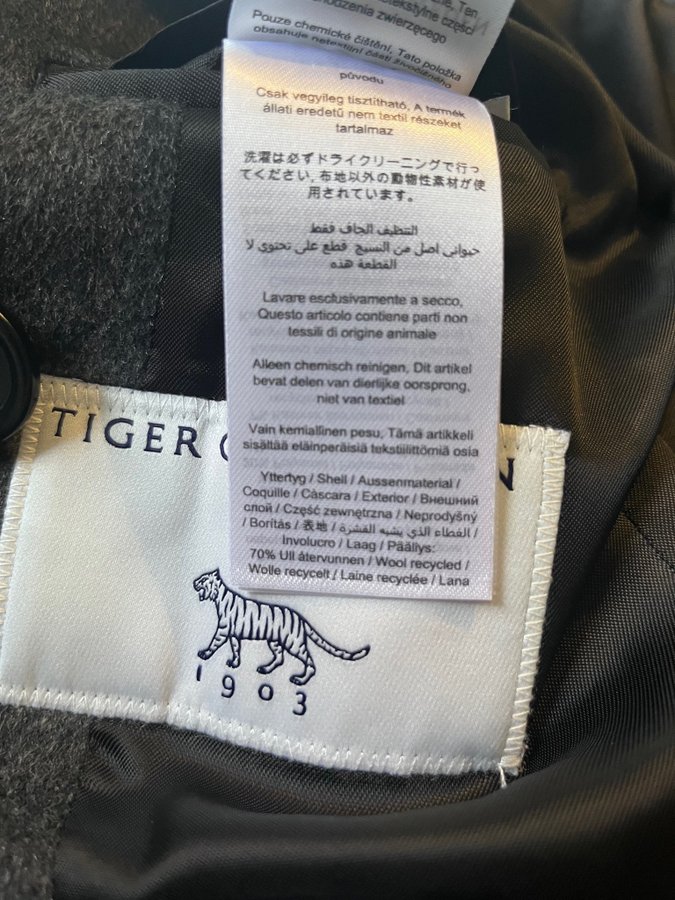 zwierzęcego
Pouze chemické čištění, Tato položka
obsahuje netextilní části živočišného
původu
Csak vegyileg tisztítható, A termék
állati eredetű nem textil részeket
tartalmaz
洗濯は必ずドライクリーニングで行っ
てください, 布地以外の動物性素材が使
用されています。
التنظيف الجاف فقط
حيواني اصل من النسيج قطع على تحتوي لا
القطعة هذه
Lavare esclusivamente a secco,
Questo articolo contiene parti non
tessili di origine animale
Alleen chemisch reinigen, Dit artikel
bevat delen van dierlijke oorsprong,
niet van textiel
Vain kemiallinen pesu, Tämä artikkeli
sisältää eläinperäisiä tekstiilittömiä osia
Yttertyg / Shell / Aussenmaterial /
Coquille / Cáscara / Exterior / Внешний
слой / Część zewnętrzna / Neprodyšný
/ Borítás / 表地 / الغطاء الذي يشبه القشرة /
Involucro / Laag / Päällys:
70% Ull återvunnen / Wool recycled /
Wolle recycelt / Laine recyclée / Lana
TIGER
1903